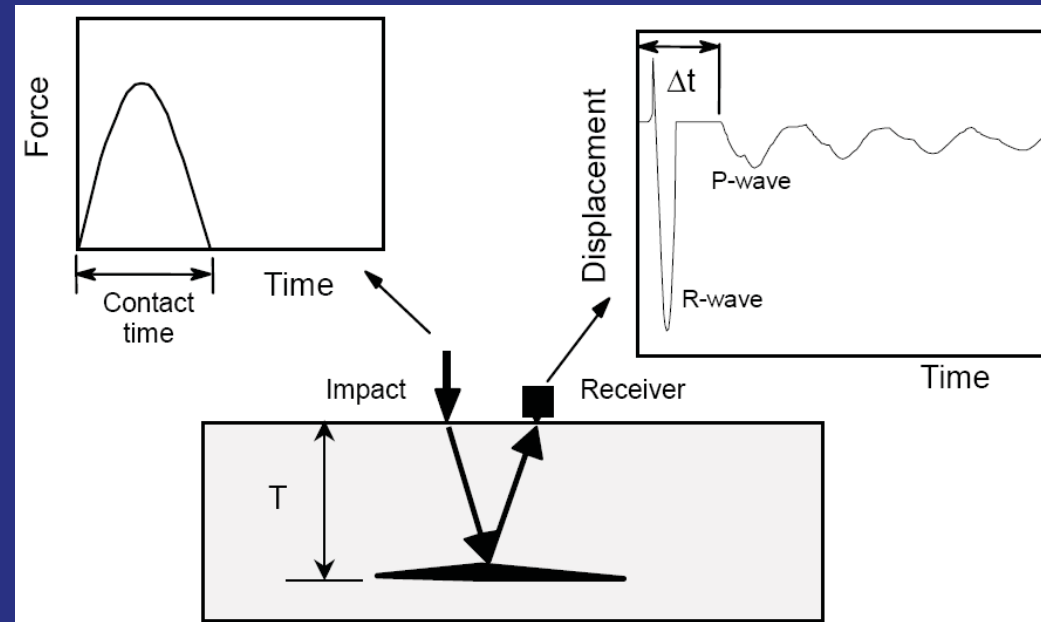 Force
Contact
time
Time
Displacement
Δt
P-wave
R-wave
Time
Impact
Receiver
T